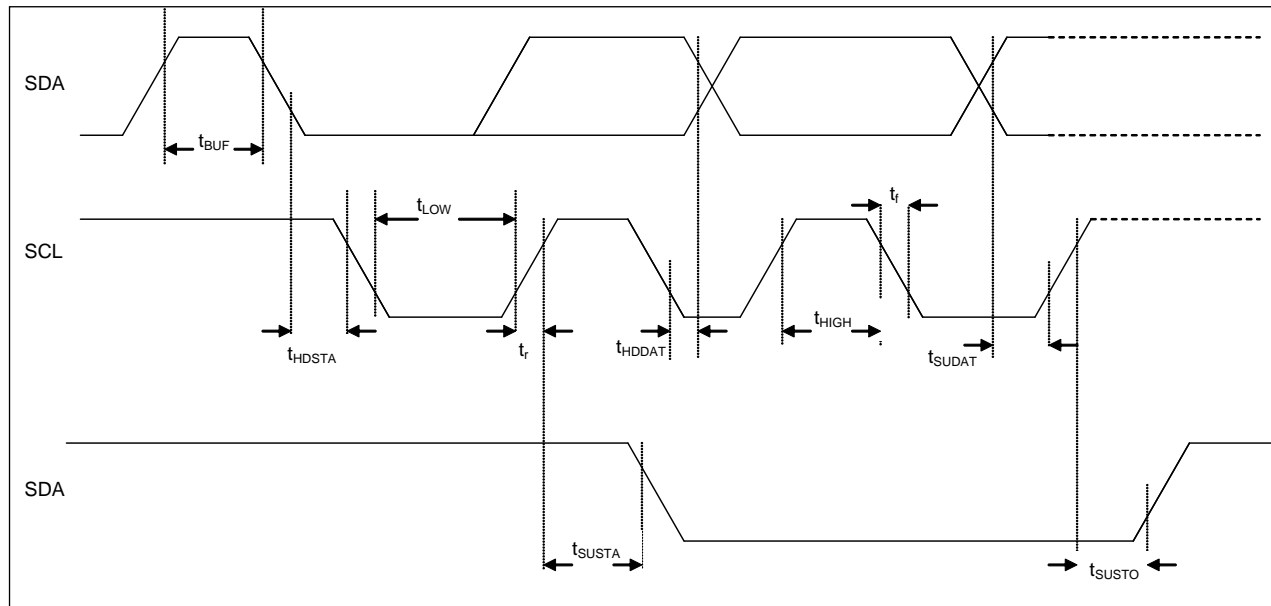 SDA
tBUF
tLOW
tf
SCL
tHDSTA
tr
tHDDAT
tHIGH
tSUDAT
SDA
tSUSTA
tSUSTO